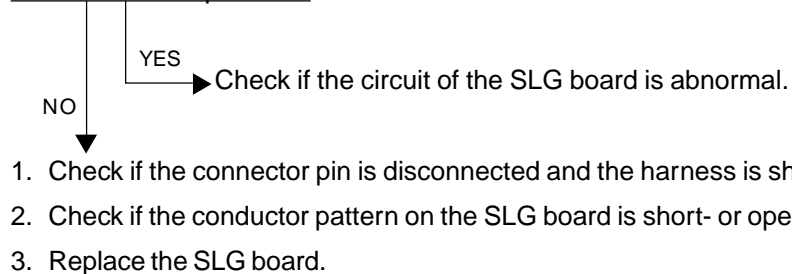 YES
Check if the circuit of the SLG board is abnormal.
NO
1. Check if the connector pin is disconnected and the harness is
2. Check if the conductor pattern on the SLG board is short- or
3. Replace the SLG board.